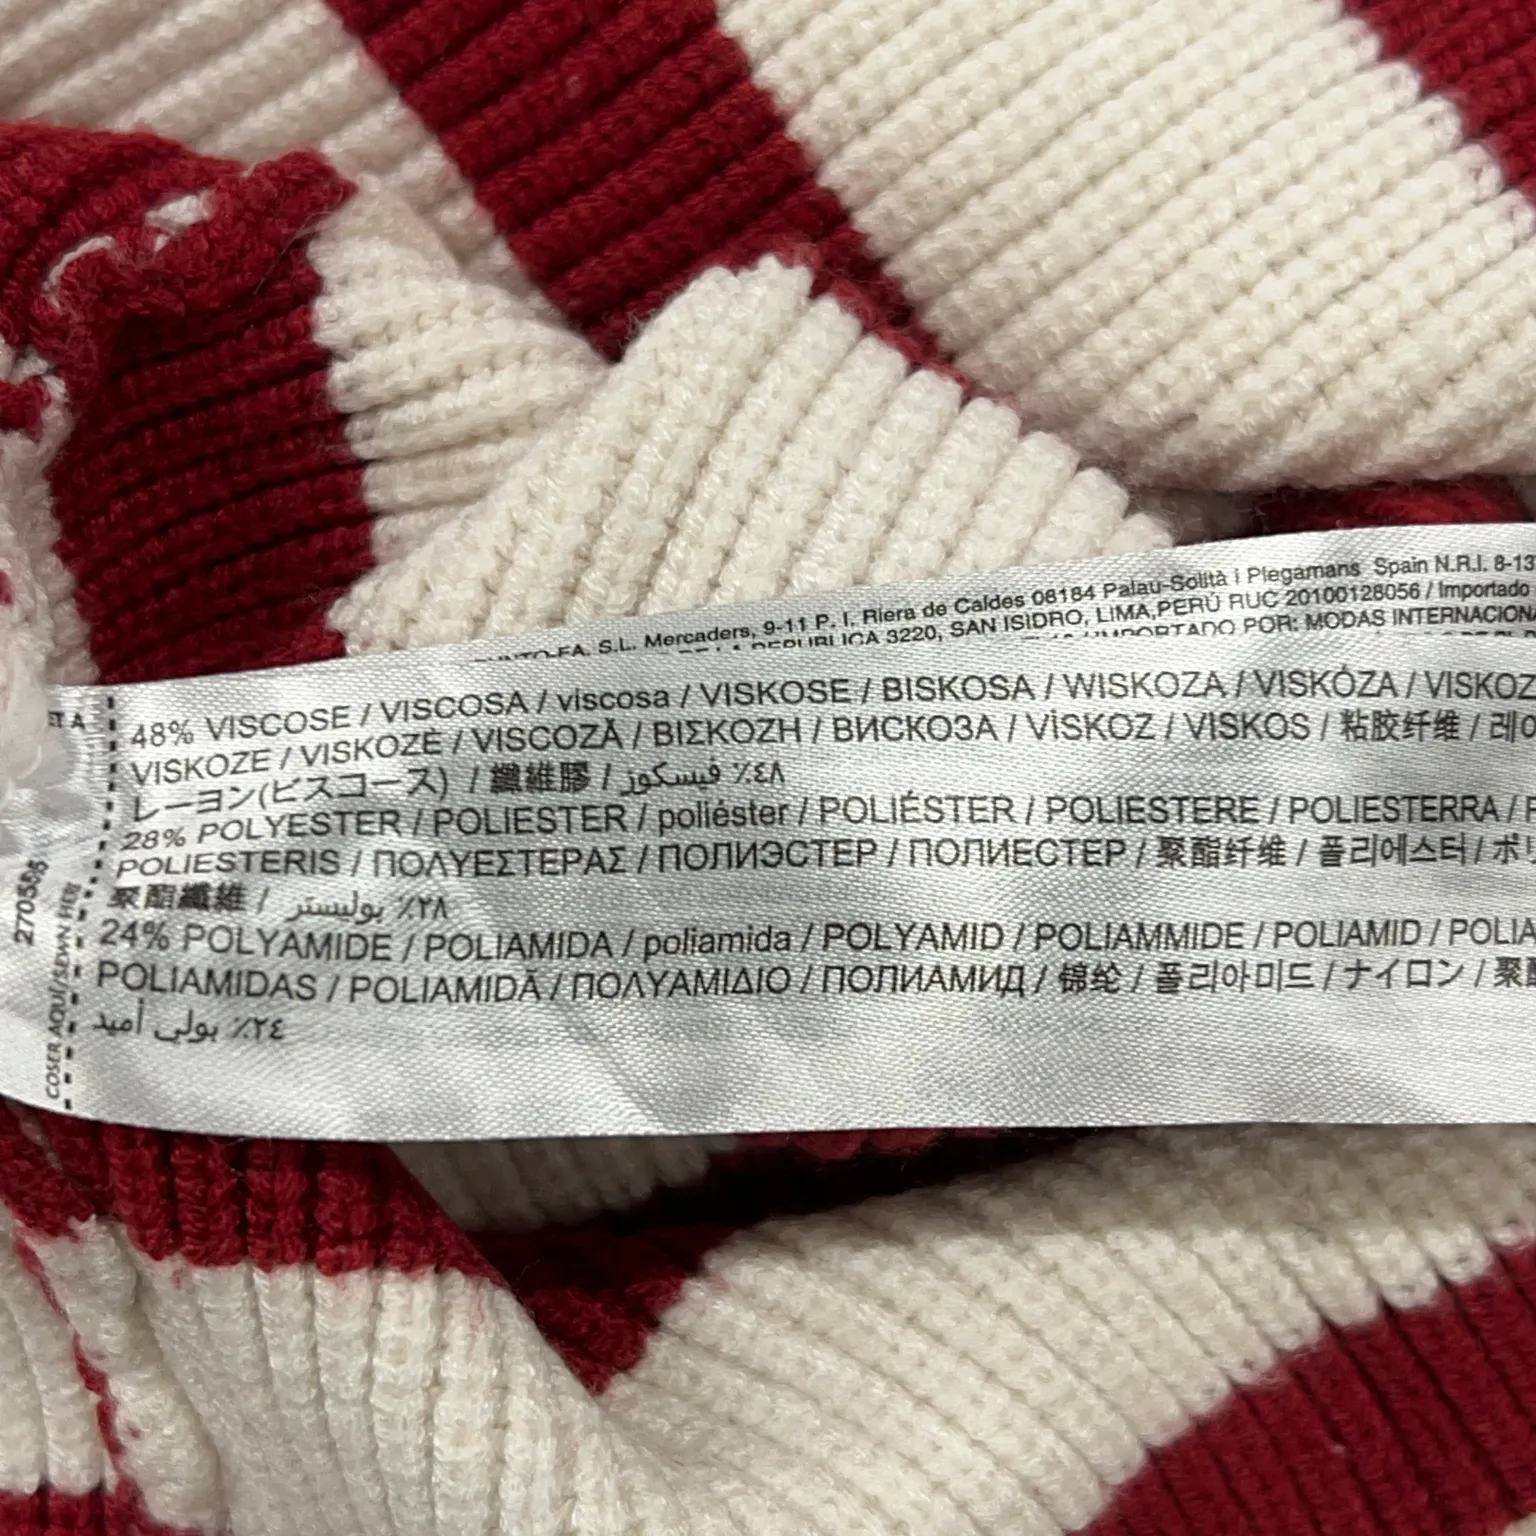 S.L. Mercaders, 9-11 P. I. Riera de Caldes 08184 Palau-Solità i Plegamans Spain N.R.I. 8-13
3220, SAN ISIDRO, LIMA,PERÚ RUC 20100128056 / Importado
IMPORTADO POR: MODAS INTERNACION
48% VISCOSE / VISCOSA / viscosa / VISKOSE / BISKOSA / WISKOZA / VISKÓZA / VISKOZ
VISKOZE / VISKOZĖ / VISCOZĂ / ΒΙΣΚΟΖΗ / ВИСКОЗА / VİSKOZ / VISKOS / 粘胶纤维 / 레이
レーヨン(ビスコース) / 纖維膠 / ٤٨٪ فيسكوز
28% POLYESTER / POLIESTER / poliéster / POLIÉSTER / POLIESTERE / POLIESTERRA / P
POLIESTERIS / ΠΟΛΥΕΣΤΕΡΑΣ / ПОЛИЭСТЕР / ПОЛИЕСТЕР / 聚酯纤维 / 폴리에스터 / ポリ
聚酯纖維 / ٢٨٪ بوليستر
24% POLYAMIDE / POLIAMIDA / poliamida / POLYAMID / POLIAMMIDE / POLIAMID / POLIA
POLIAMIDAS / POLIAMIDĂ / ΠΟΛΥΑΜΙΔΙΟ / ПОЛИАМИД / 锦纶 / 폴리아미드 / ナイロン / 聚
٢٤٪ بولي أميد
COSER AQUÍ/SEWN HERE